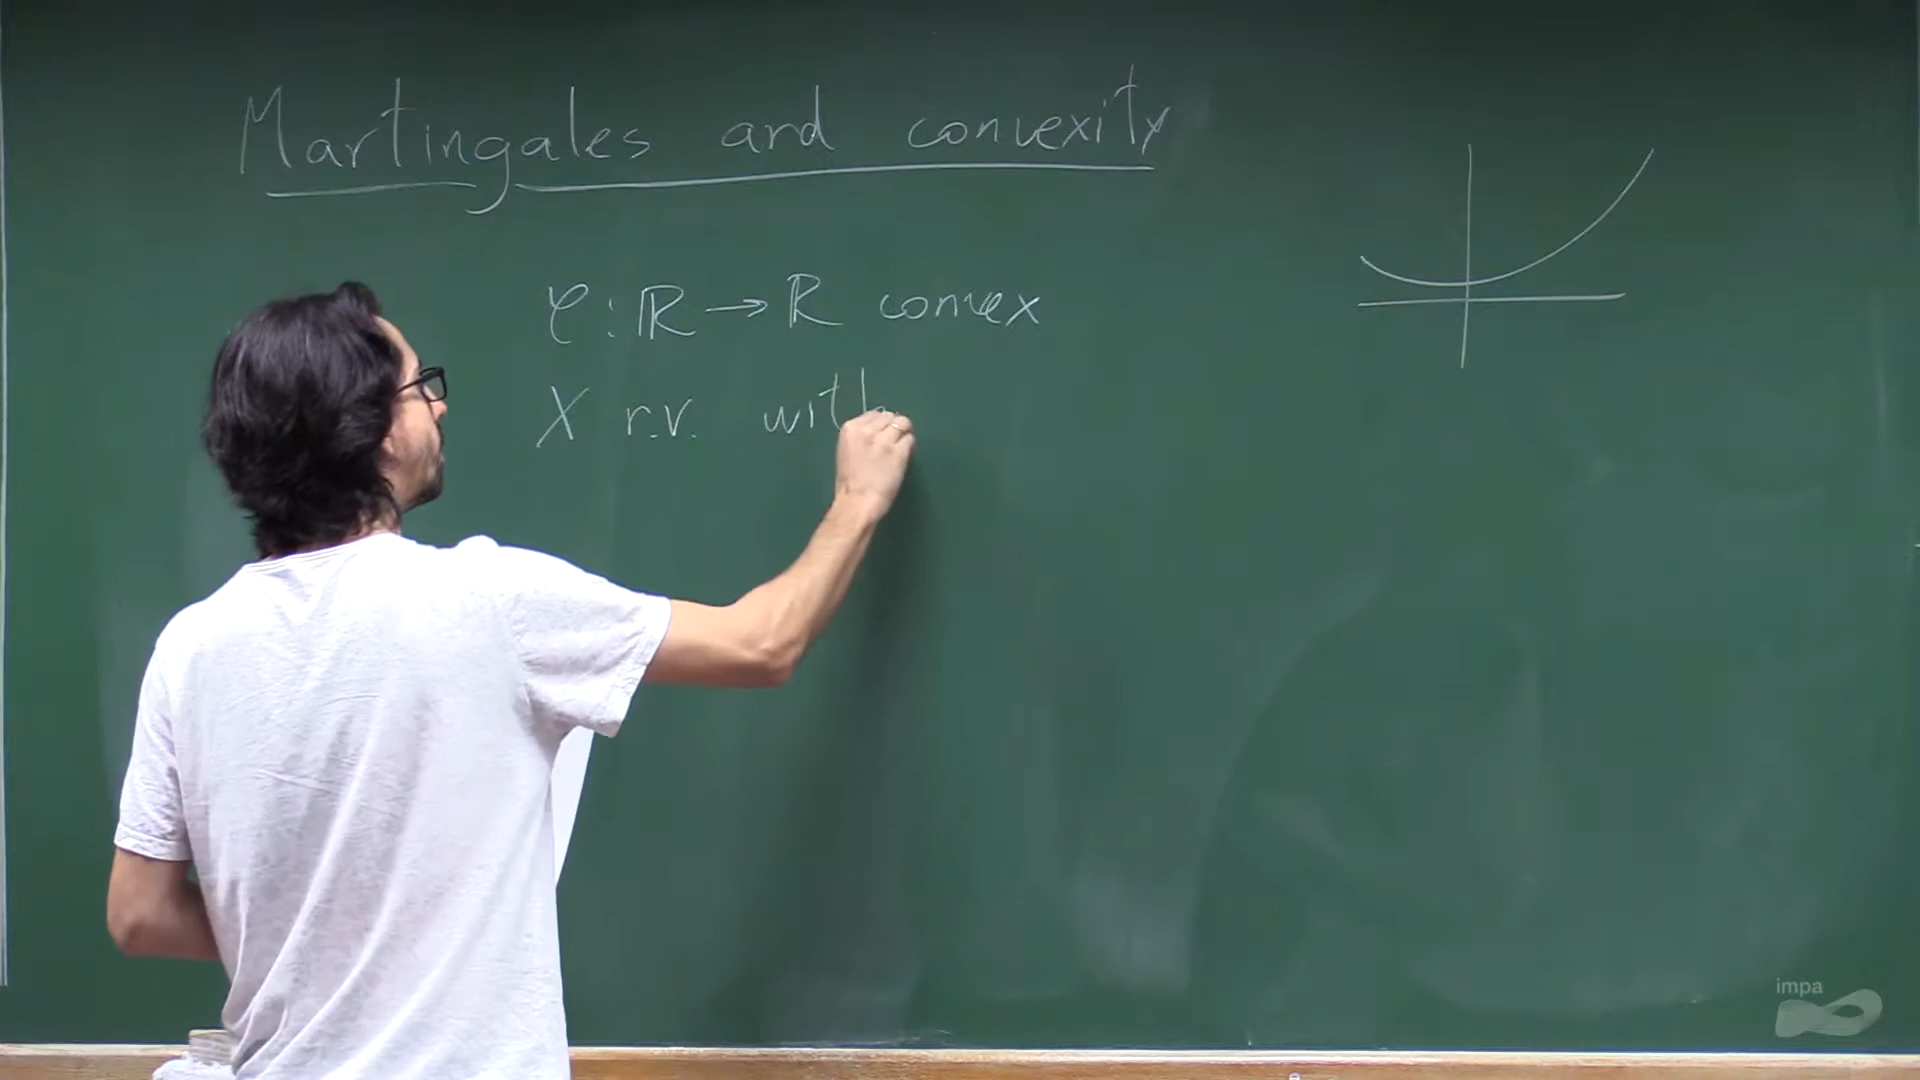 Martingales and convexity
φ: ℝ → ℝ convex
X r.v. with
impa